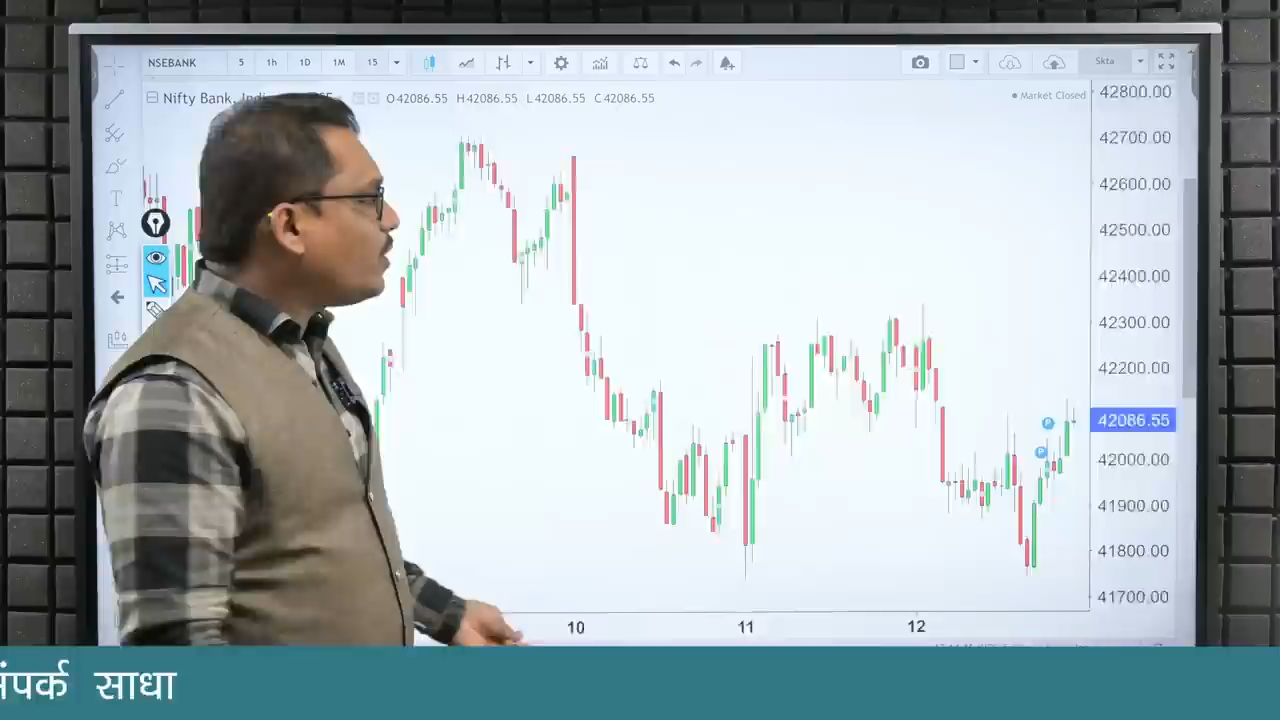 NSEBANK 5 1h 1D 1M 15 Skta
Nifty Bank, O42086.55 H42086.55 L42086.55 C42086.55 Market Closed
42800.00
42700.00
42600.00
42500.00
42400.00
42300.00
42200.00
42086.55
42000.00
41900.00
41800.00
41700.00
T
P
P
10 11 12
साधा